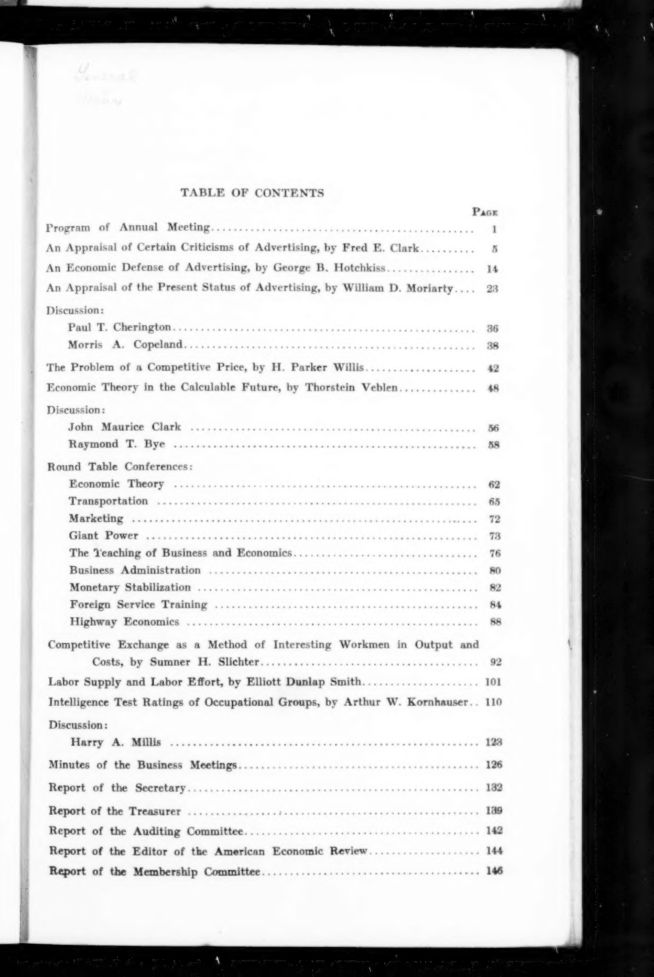 General
TABLE OF CONTENTS
PAGE
Program of Annual Meeting................................................ 1
An Appraisal of Certain Criticisms of Advertising, by Fred E. Clark.......... 5
An Economic Defense of Advertising, by George B. Hotchkiss................ 14
An Appraisal of the Present Status of Advertising, by William D. Moriarty.... 23
Discussion:
Paul T. Cherington...................................................... 36
Morris A. Copeland..................................................... 38
The Problem of a Competitive Price, by H. Parker Willis.................... 42
Economic Theory in the Calculable Future, by Thorstein Veblen.............. 48
Discussion:
John Maurice Clark .................................................... 56
Raymond T. Bye ....................................................... 58
Round Table Conferences:
Economic Theory ....................................................... 62
Transportation .......................................................... 65
Marketing .............................................................. 72
Giant Power ............................................................ 73
The Teaching of Business and Economics................................. 76
Business Administration ................................................. 80
Monetary Stabilization ................................................... 82
Foreign Service Training ................................................ 84
Highway Economics ..................................................... 88
Competitive Exchange as a Method of Interesting Workmen in Output and
Costs, by Sumner H. Slichter........................................ 92
Labor Supply and Labor Effort, by Elliott Dunlap Smith..................... 101
Intelligence Test Ratings of Occupational Groups, by Arthur W. Kornhauser.. 110
Discussion:
Harry A. Millis ........................................................ 123
Minutes of the Business Meetings............................................ 126
Report of the Secretary..................................................... 132
Report of the Treasurer ..................................................... 139
Report of the Auditing Committee........................................... 142
Report of the Editor of the American Economic Review.................... 144
Report of the Membership Committee........................................ 146